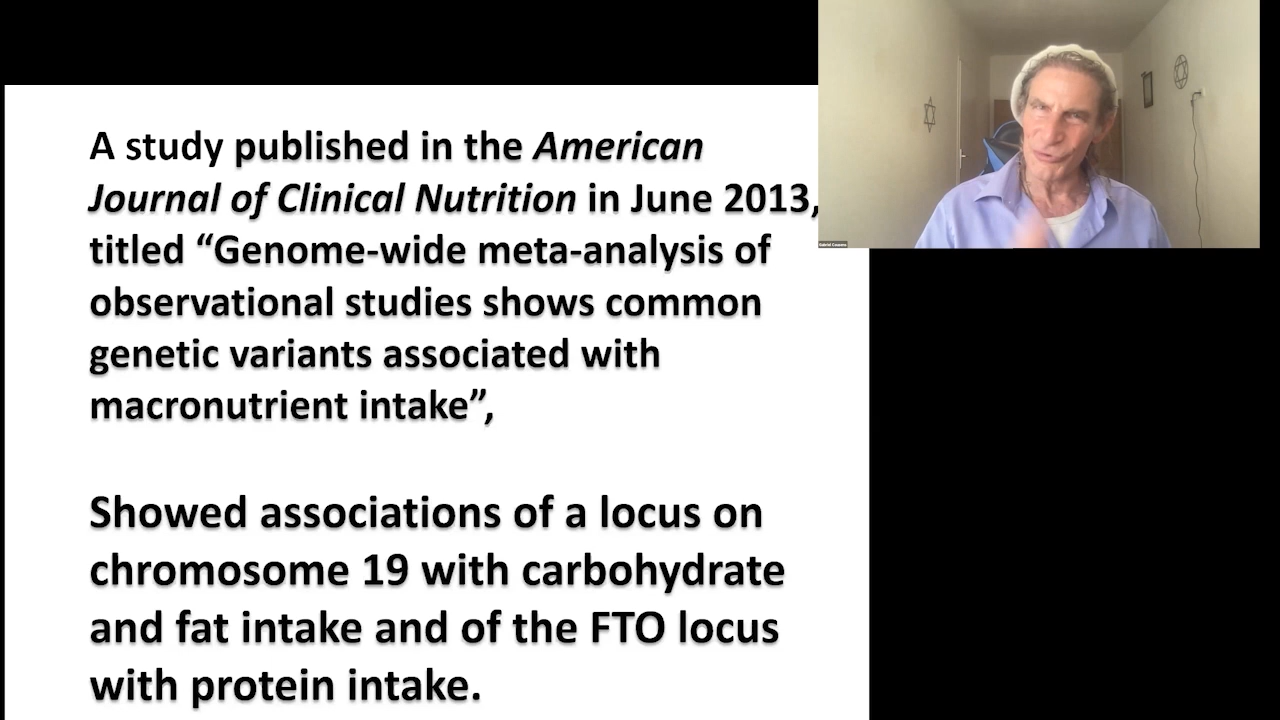 A study published in the American
Journal of Clinical Nutrition in June 2013,
titled “Genome-wide meta-analysis of
observational studies shows common
genetic variants associated with
macronutrient intake”,
Showed associations of a locus on
chromosome 19 with carbohydrate
and fat intake and of the FTO locus
with protein intake.
Gabriel Cousens